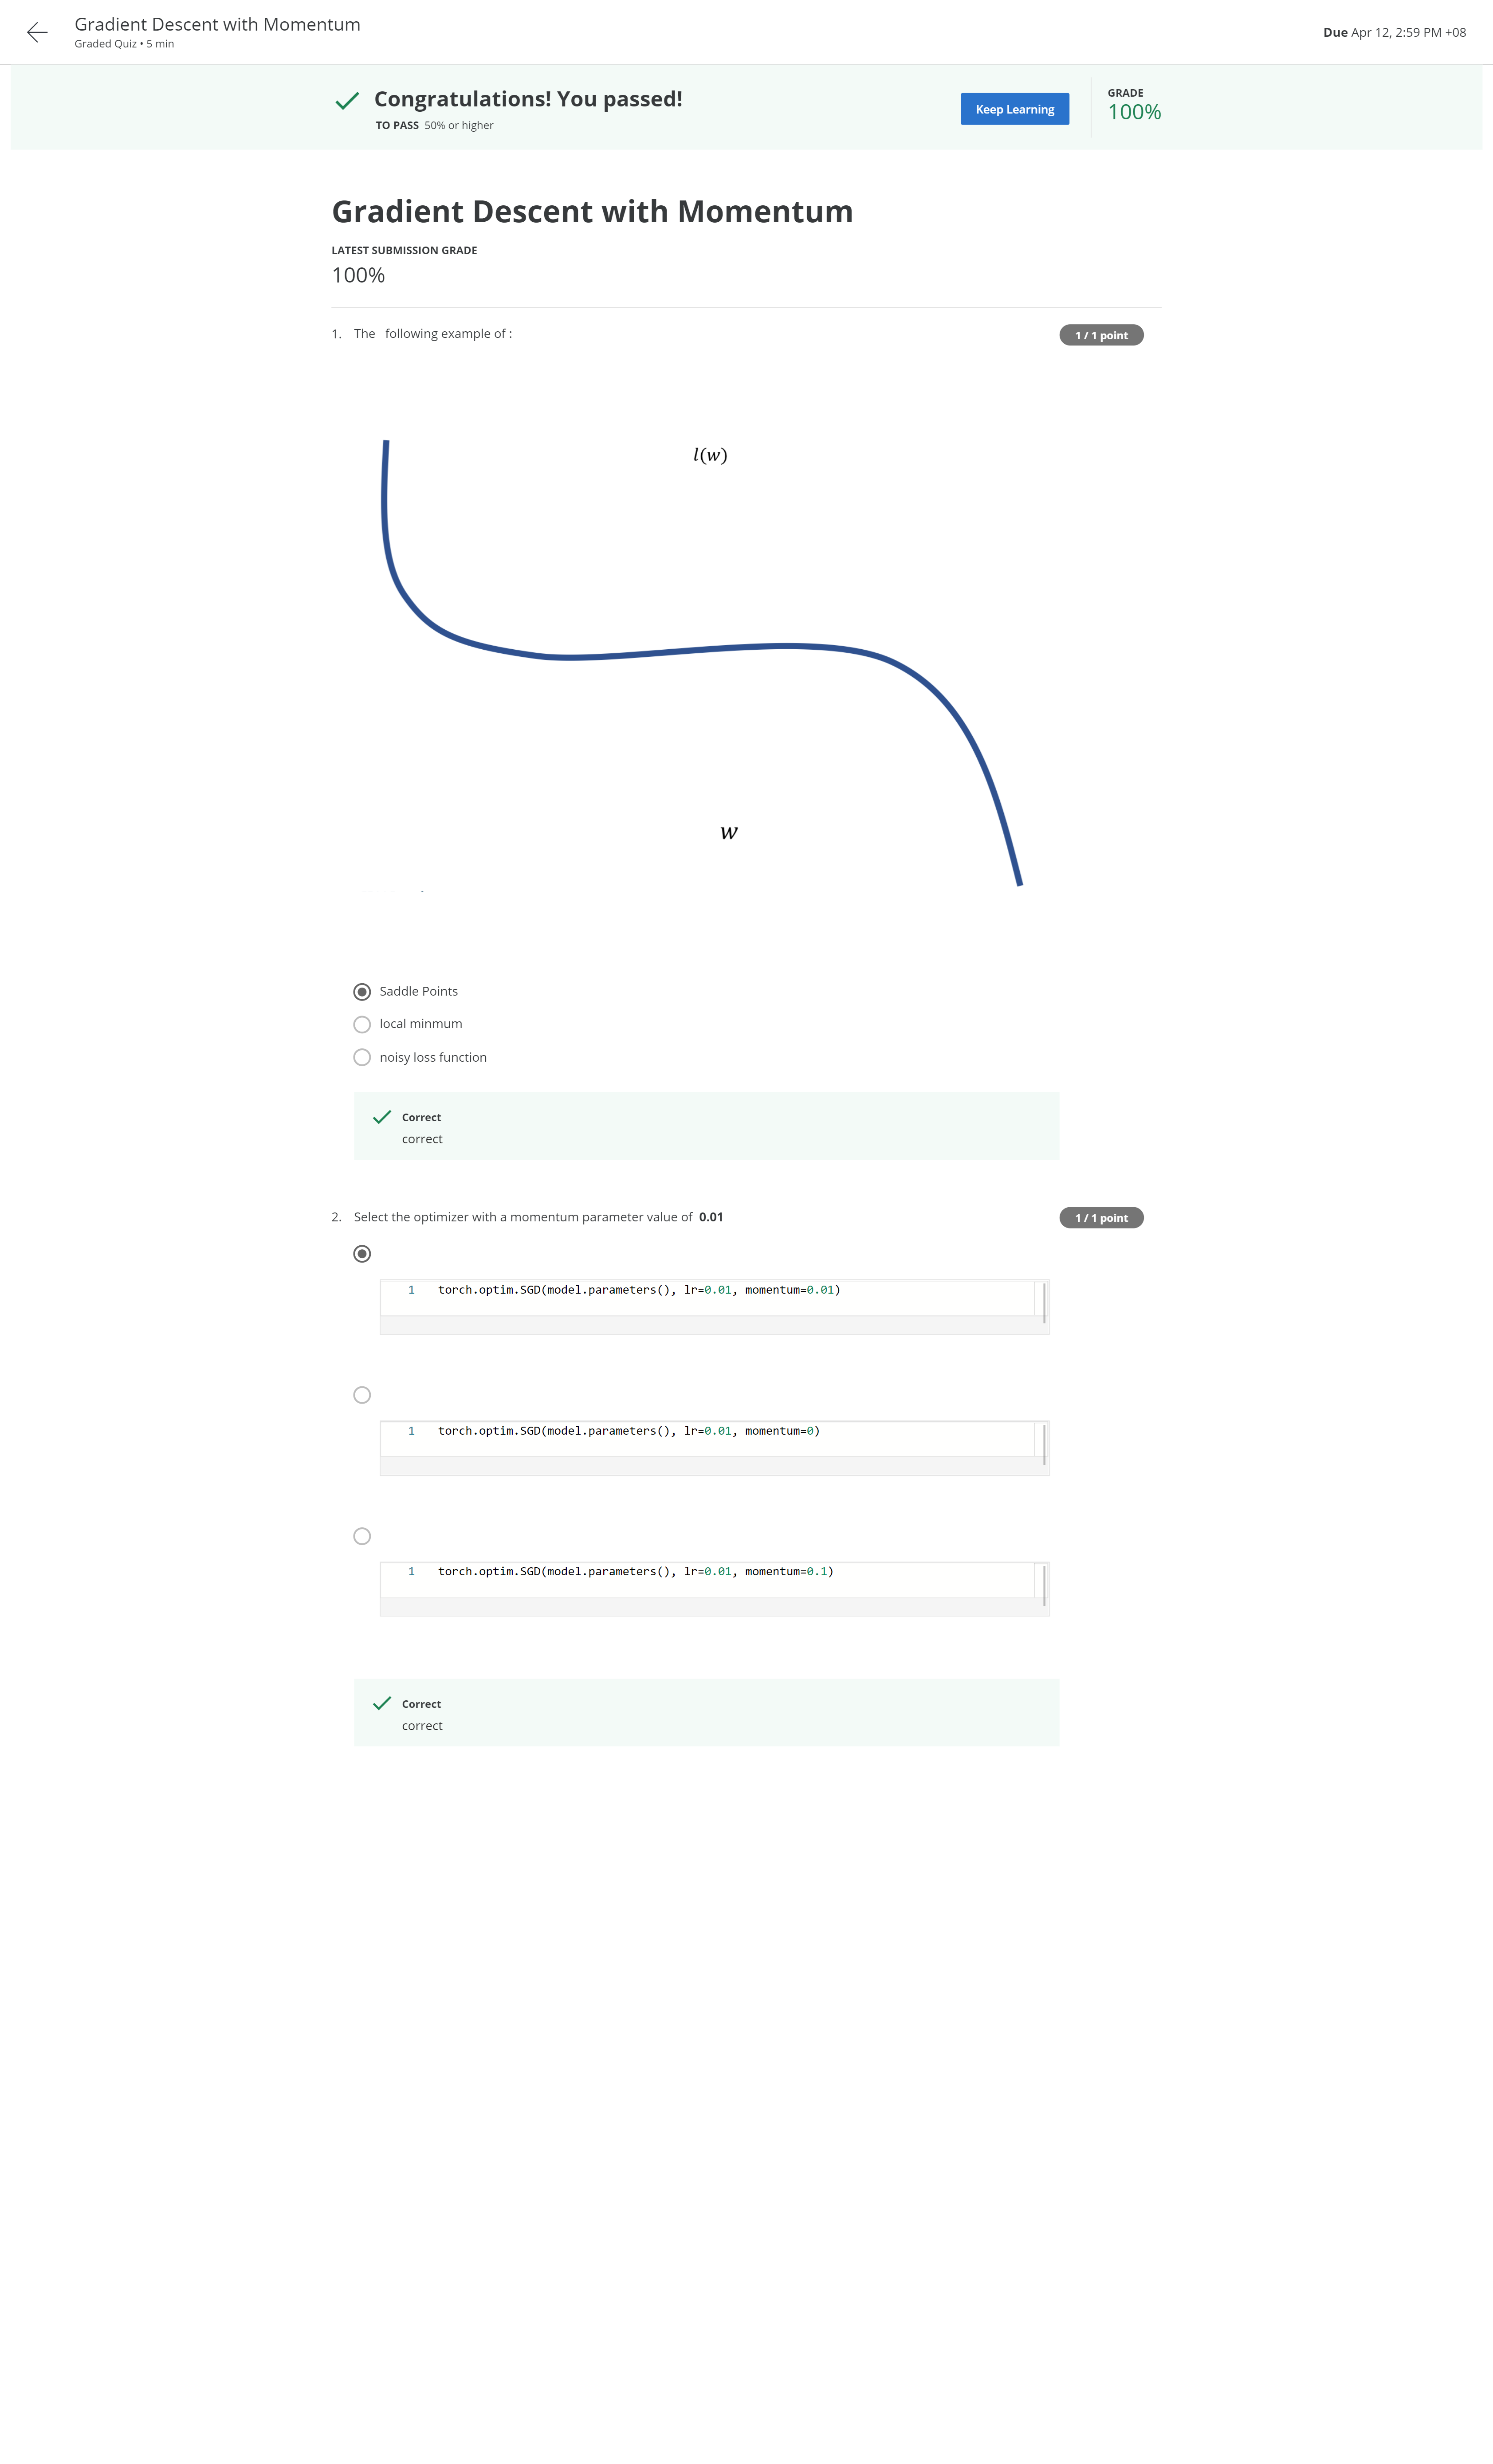 Gradient Descent with Momentum
Graded Quiz • 5 min
Due Apr 12, 2:59 PM +08
Congratulations! You passed!
TO PASS 50% or higher
Keep Learning
GRADE
100%
Gradient Descent with Momentum
LATEST SUBMISSION GRADE
100%
1. The following example of :
1 / 1 point
l(w)
w
Saddle Points
local minmum
noisy loss function
Correct
correct
2. Select the optimizer with a momentum parameter value of 0.01
1 / 1 point
1 torch.optim.SGD(model.parameters(), lr=0.01, momentum=0.01)
1 torch.optim.SGD(model.parameters(), lr=0.01, momentum=0)
1 torch.optim.SGD(model.parameters(), lr=0.01, momentum=0.1)
Correct
correct